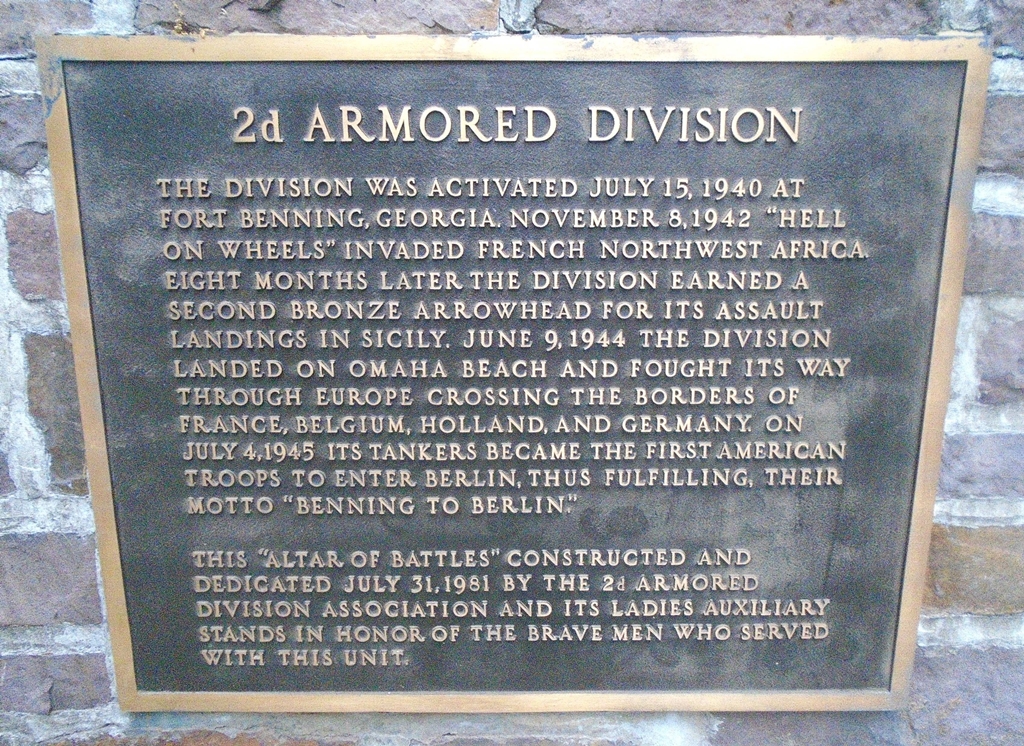 2d ARMORED DIVISION
THE DIVISION WAS ACTIVATED JULY 15, 1940 AT
FORT BENNING, GEORGIA. NOVEMBER 8, 1942 "HELL
ON WHEELS" INVADED FRENCH NORTHWEST AFRICA.
EIGHT MONTHS LATER THE DIVISION EARNED A
SECOND BRONZE ARROWHEAD FOR ITS ASSAULT
LANDINGS IN SICILY. JUNE 9, 1944 THE DIVISION
LANDED ON OMAHA BEACH AND FOUGHT ITS WAY
THROUGH EUROPE CROSSING THE BORDERS OF
FRANCE, BELGIUM, HOLLAND, AND GERMANY. ON
JULY 4, 1945 ITS TANKERS BECAME THE FIRST AMERICAN
TROOPS TO ENTER BERLIN, THUS FULFILLING, THEIR
MOTTO "BENNING TO BERLIN."
THIS "ALTAR OF BATTLES" CONSTRUCTED AND
DEDICATED JULY 31, 1981 BY THE 2d ARMORED
DIVISION ASSOCIATION AND ITS LADIES AUXILIARY
STANDS IN HONOR OF THE BRAVE MEN WHO SERVED
WITH THIS UNIT.